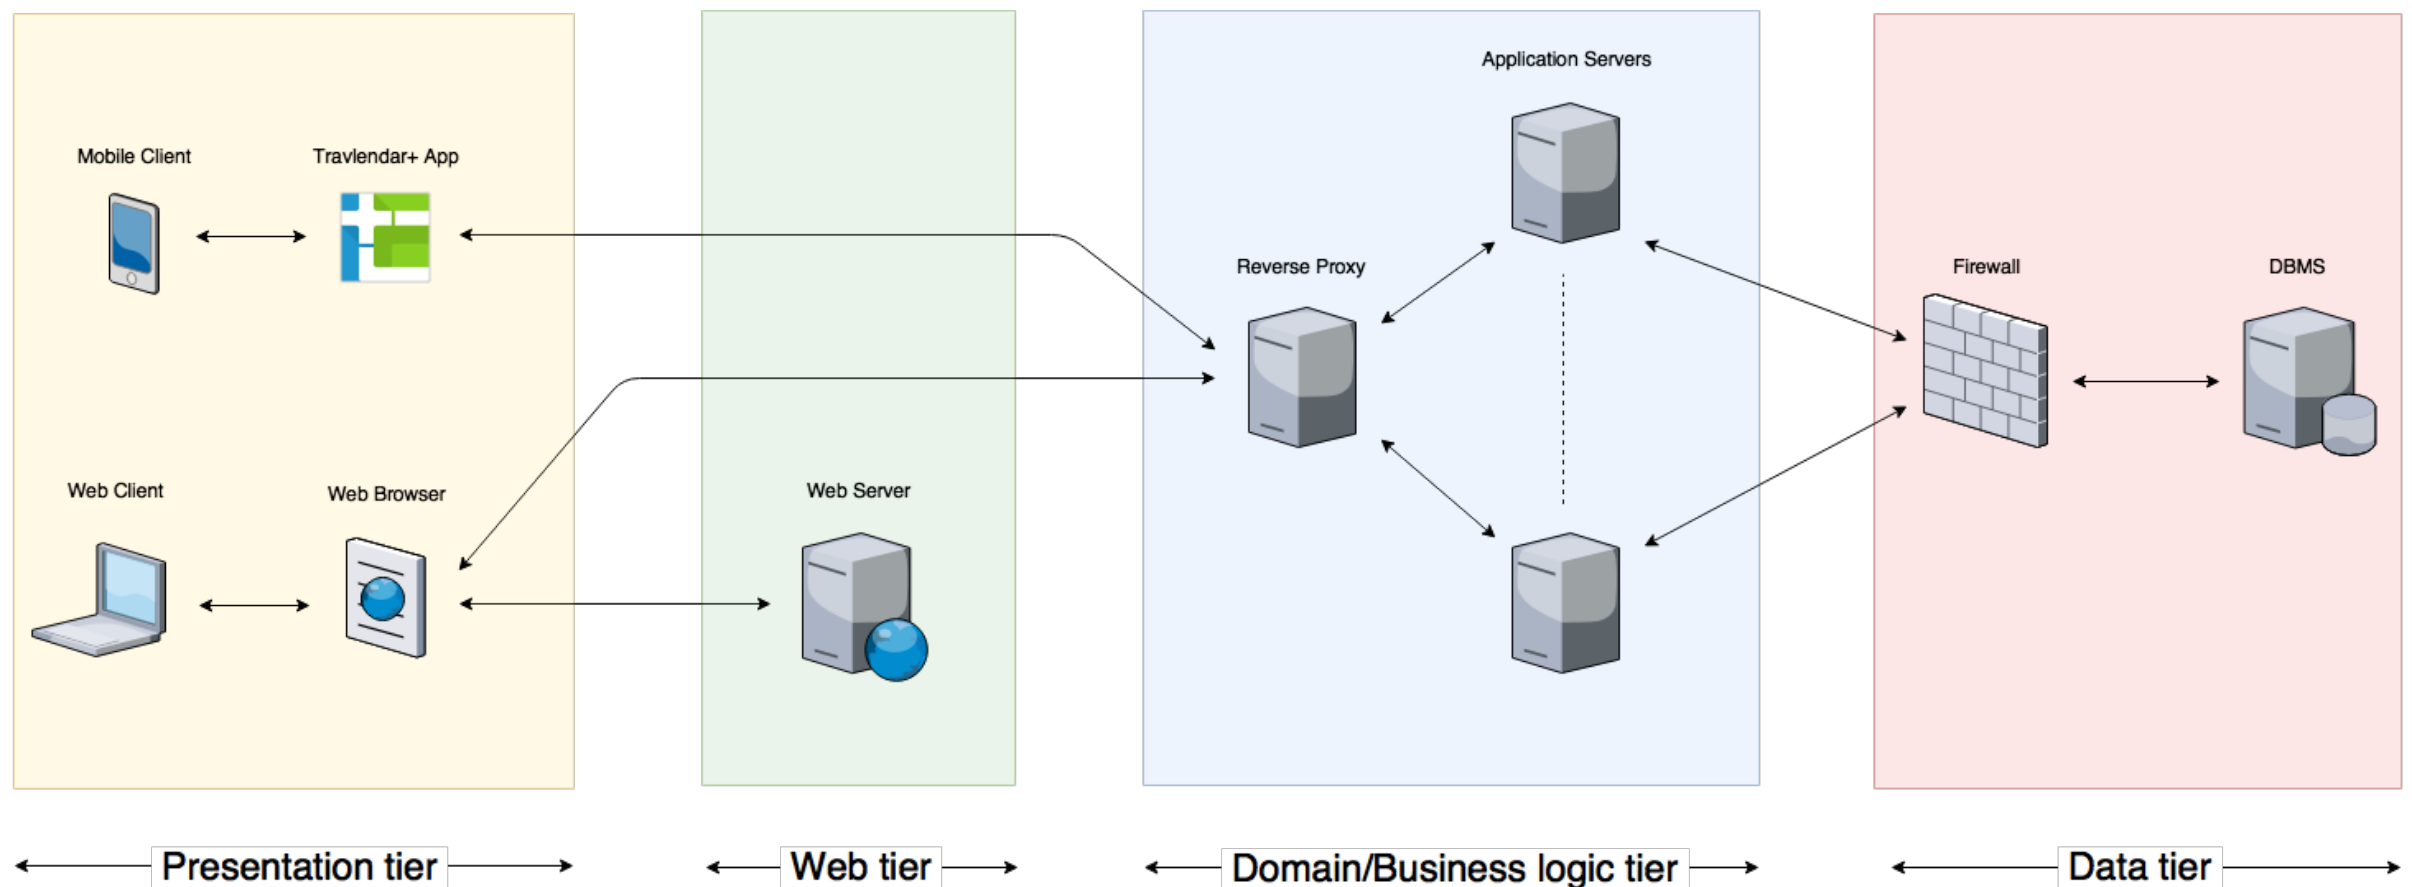 Application Servers
Mobile Client
Travlendar+ App
Reverse Proxy
Firewall
DBMS
Web Client
Web Browser
Web Server
Presentation tier
Web tier
Domain/Business logic tier
Data tier